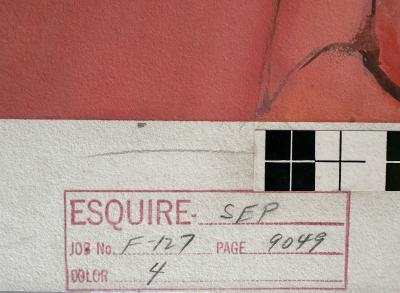 ESQUIRE- SEP
JOB No. F-127 PAGE 9049
COLOR 4